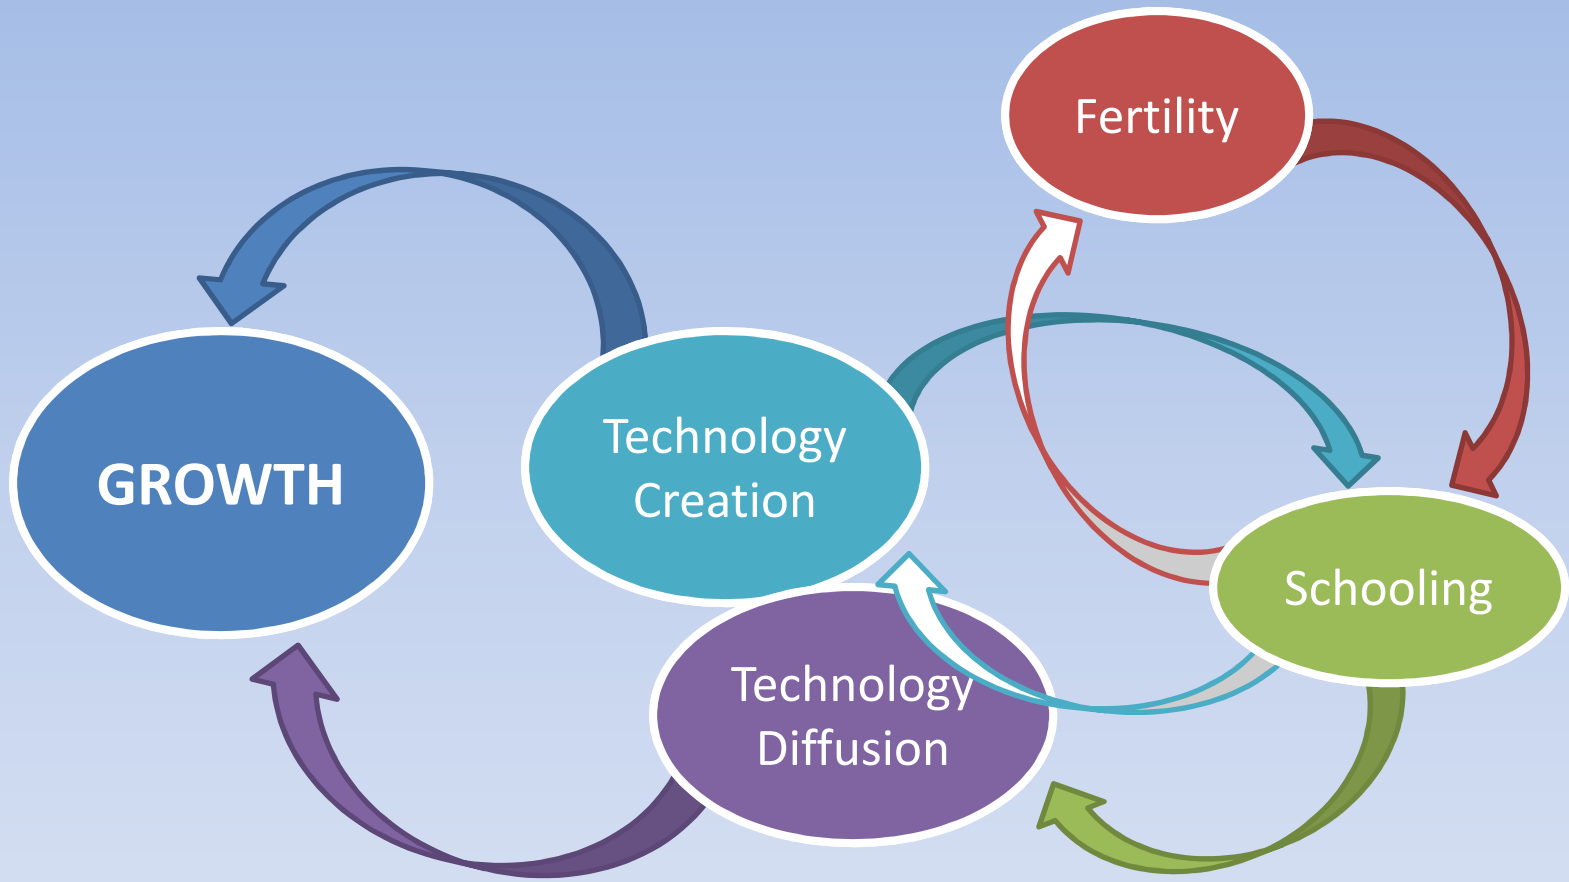 Fertility
GROWTH
Technology
Creation
Schooling
Technology
Diffusion